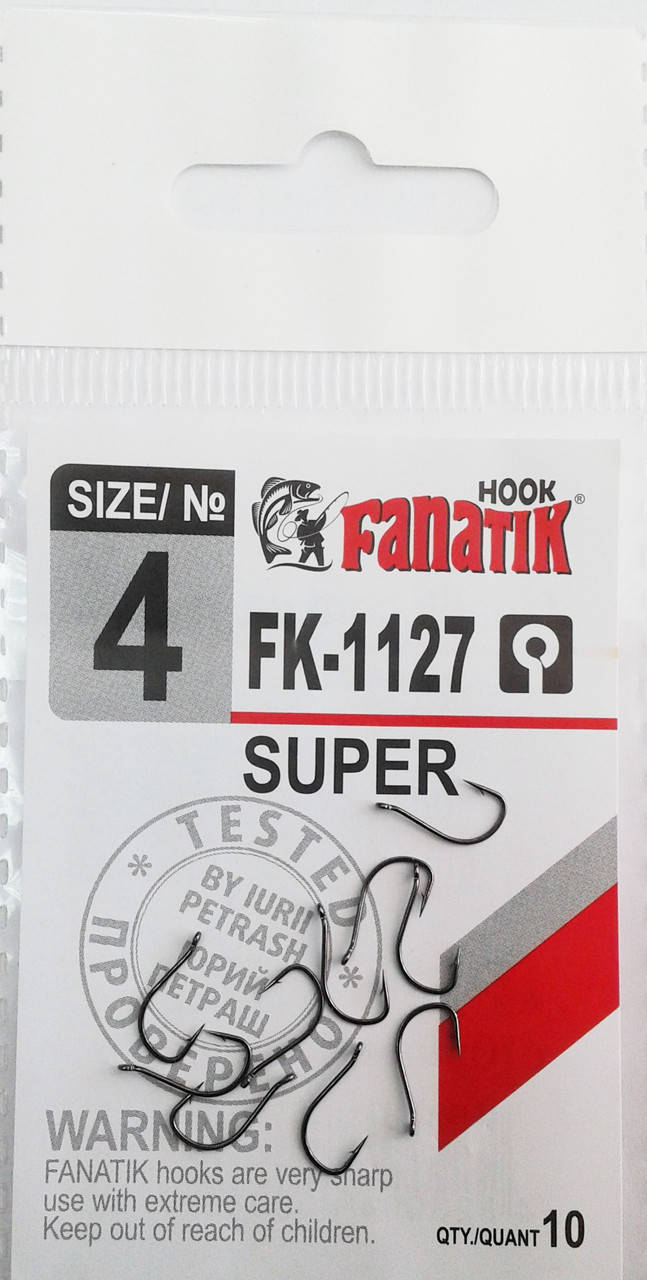 SIZE/ №
4
HOOK
Fanatik®
FK-1127
SUPER
TESTED
BY IURII
PETRASH
ЮРИЙ
ПЕТРАШ
ПРОВЕРЕНО
WARNING:
FANATIK hooks are very sharp
use with extreme care.
Keep out of reach of children.
QTY./QUANT 10